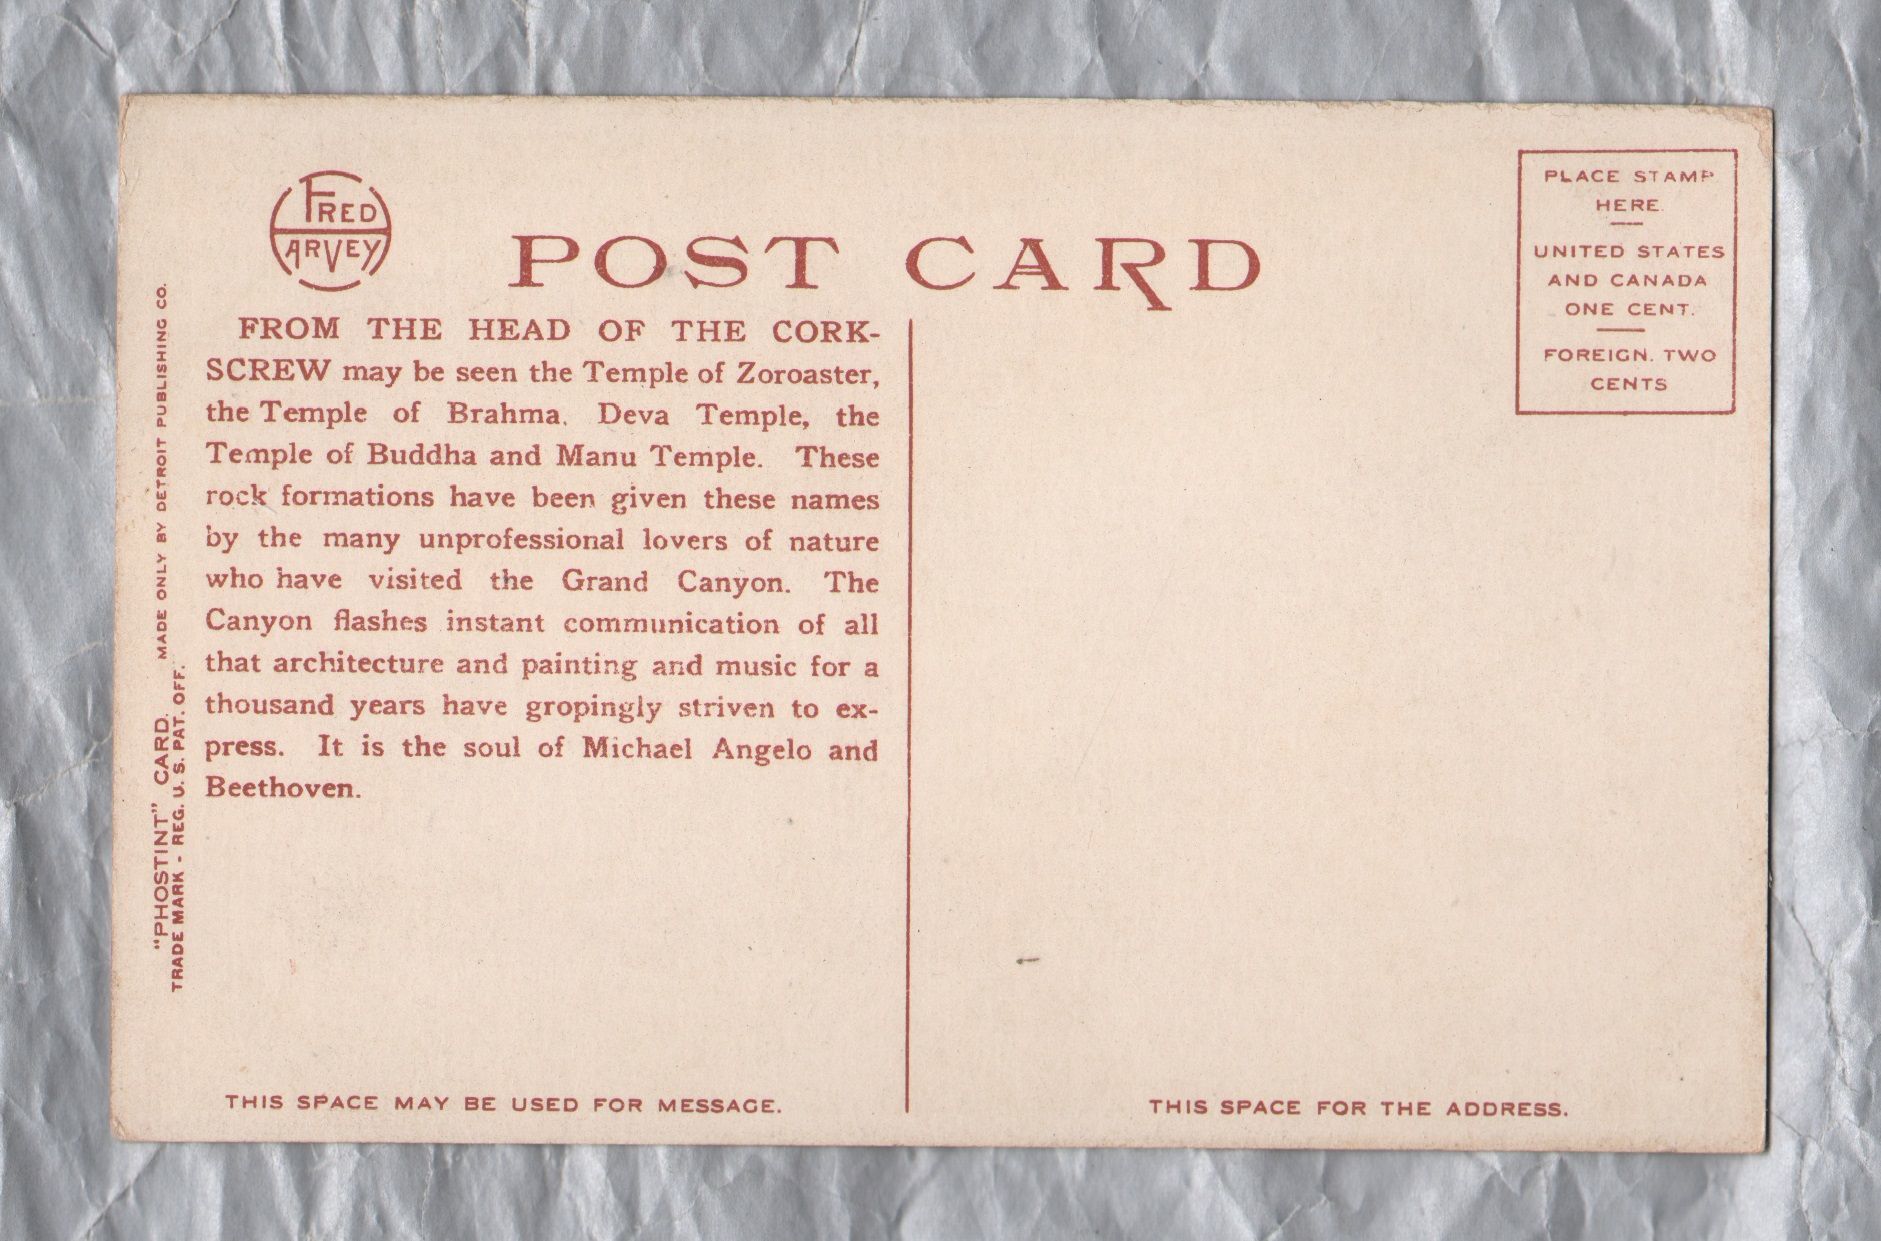 FRED
HARVEY
POST CARD
PLACE STAMP
HERE.
UNITED STATES
AND CANADA
ONE CENT.
FOREIGN. TWO
CENTS
FROM THE HEAD OF THE CORK-
SCREW may be seen the Temple of Zoroaster,
the Temple of Brahma. Deva Temple, the
Temple of Buddha and Manu Temple. These
rock formations have been given these names
by the many unprofessional lovers of nature
who have visited the Grand Canyon. The
Canyon flashes instant communication of all
that architecture and painting and music for a
thousand years have gropingly striven to ex-
press. It is the soul of Michael Angelo and
Beethoven.
"PHOSTINT" CARD. MADE ONLY BY DETROIT PUBLISHING CO.
TRADE MARK - REG. U. S. PAT. OFF.
THIS SPACE MAY BE USED FOR MESSAGE.
THIS SPACE FOR THE ADDRESS.